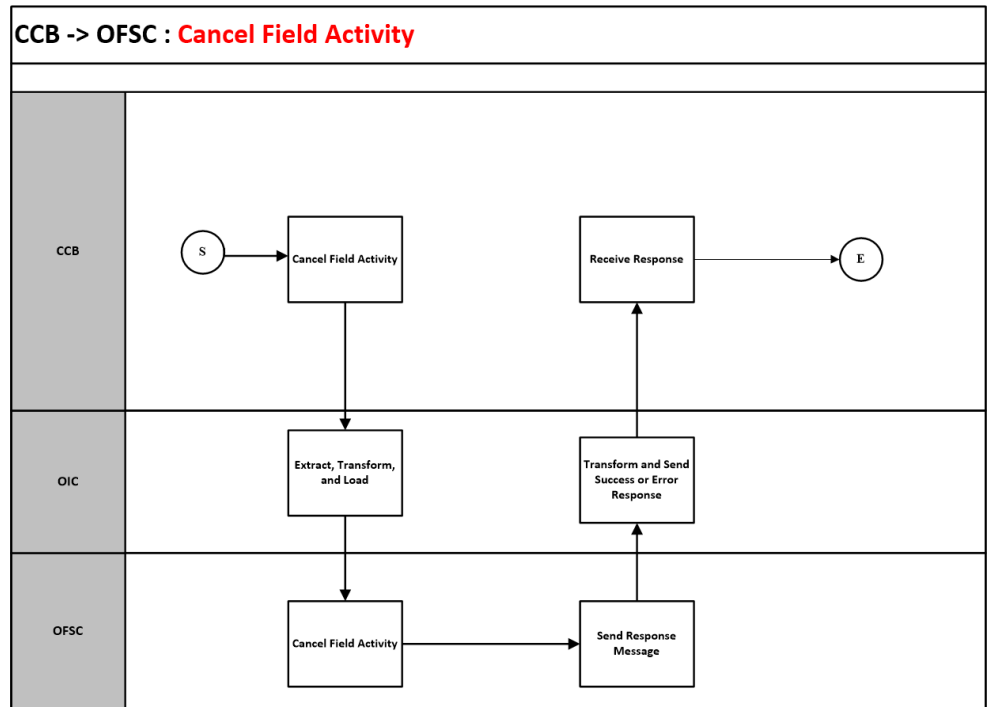 CCB -> OFSC : Cancel Field Activity
CCB
S
Cancel Field Activity
Receive Response
E
OIC
Extract, Transform,
and Load
Transform and Send
Success or Error
Response
OFSC
Cancel Field Activity
Send Response
Message